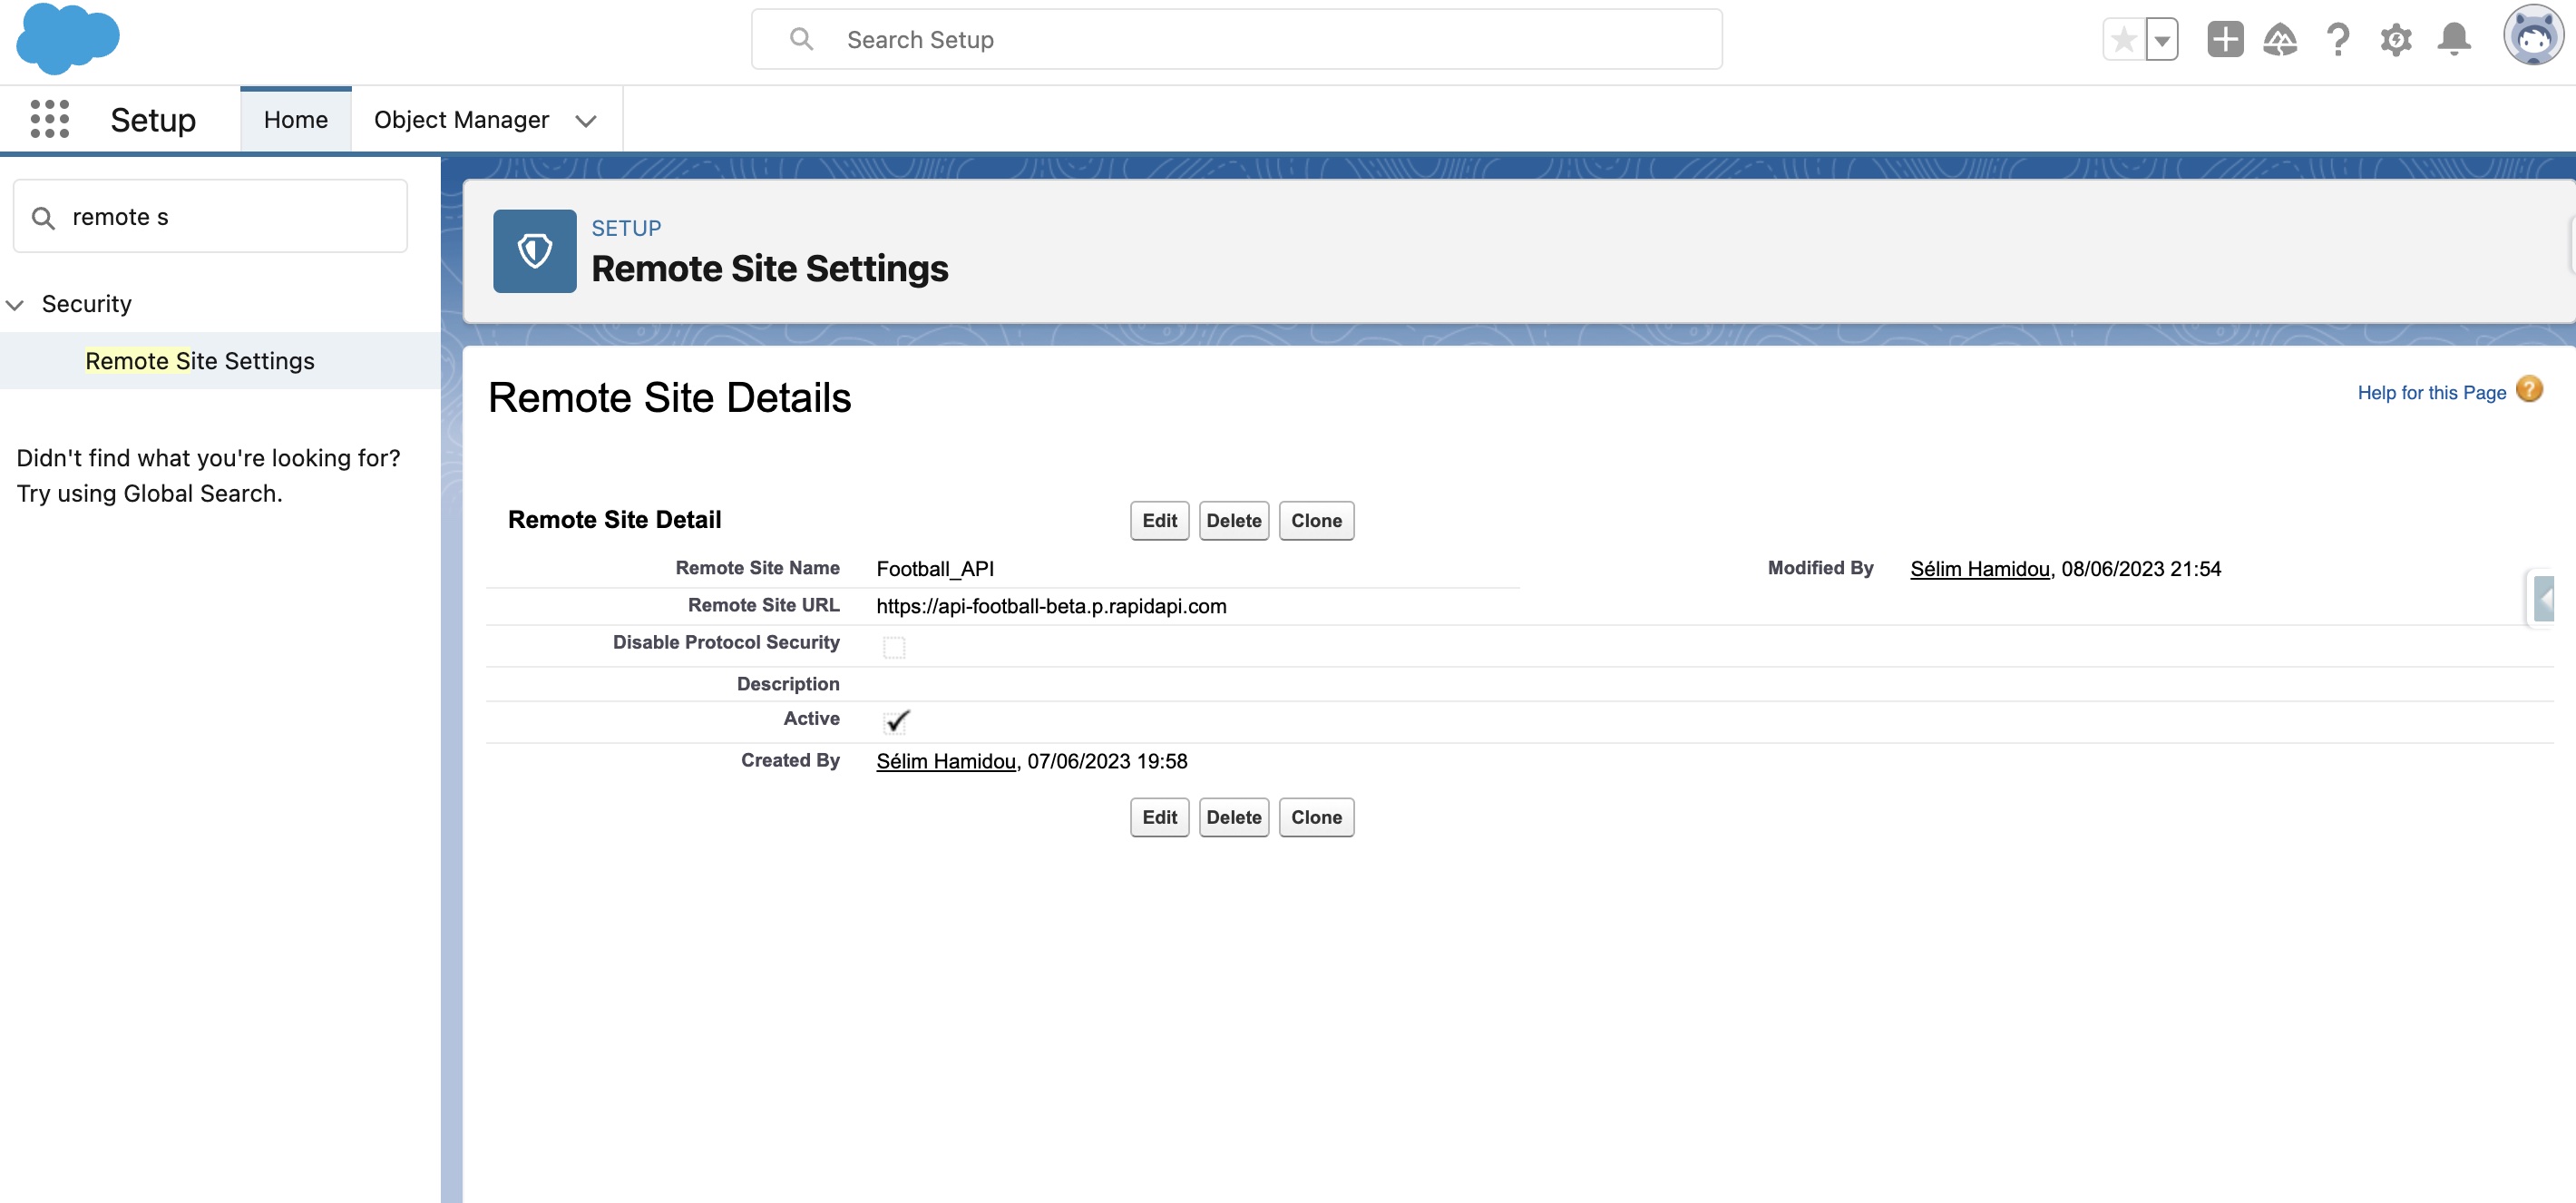 Search Setup
Setup
Home
Object Manager
remote s
Security
Remote Site Settings
Didn't find what you're looking for?
Try using Global Search.
SETUP
Remote Site Settings
Remote Site Details
Help for this Page
Remote Site Detail
Edit Delete Clone
Remote Site Name Football_API
Modified By Sélim Hamidou, 08/06/2023 21:54
Remote Site URL https://api-football-beta.p.rapidapi.com
Disable Protocol Security
Description
Active
Created By Sélim Hamidou, 07/06/2023 19:58
Edit Delete Clone